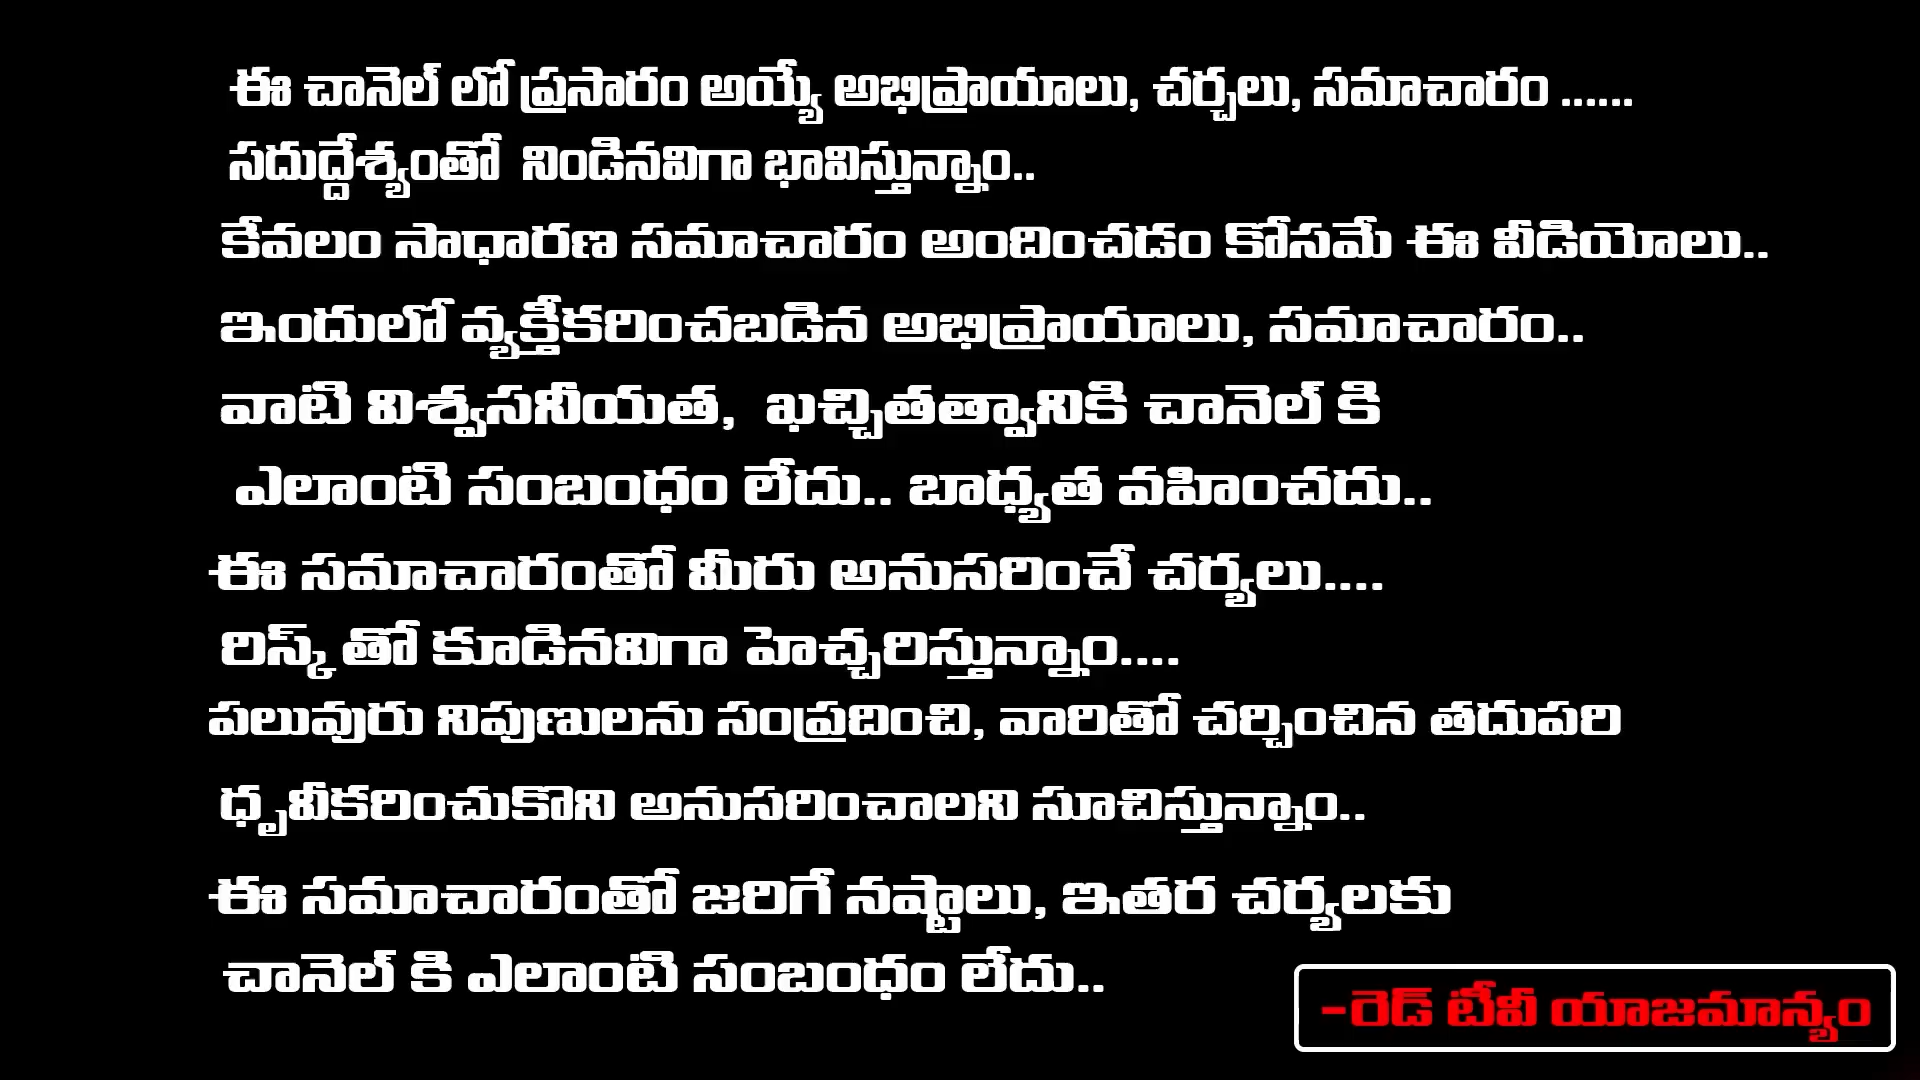 ఈ చానెల్ లో ప్రసారం అయ్యే అభిప్రాయాలు, చర్చలు, సమాచారం ......
సదుద్దేశ్యంతో నిండినవిగా భావిస్తున్నాం..
కేవలం సాధారణ సమాచారం అందించడం కోసమే ఈ వీడియోలు..
ఇందులో వ్యక్తీకరించబడిన అభిప్రాయాలు, సమాచారం..
వాటి విశ్వసనీయత, ఖచ్చితత్వానికి చానెల్ కి
ఎలాంటి సంబంధం లేదు.. బాధ్యత వహించదు..
ఈ సమాచారంతో మీరు అనుసరించే చర్యలు....
రిస్క్ తో కూడినవిగా హెచ్చరిస్తున్నాం....
పలువురు నిపుణులను సంప్రదించి, వారితో చర్చించిన తదుపరి
ధృవీకరించుకొని అనుసరించాలని సూచిస్తున్నాం..
ఈ సమాచారంతో జరిగే నష్టాలు, ఇతర చర్యలకు
చానెల్ కి ఎలాంటి సంబంధం లేదు..
-రెడ్ టీవీ యాజమాన్యం